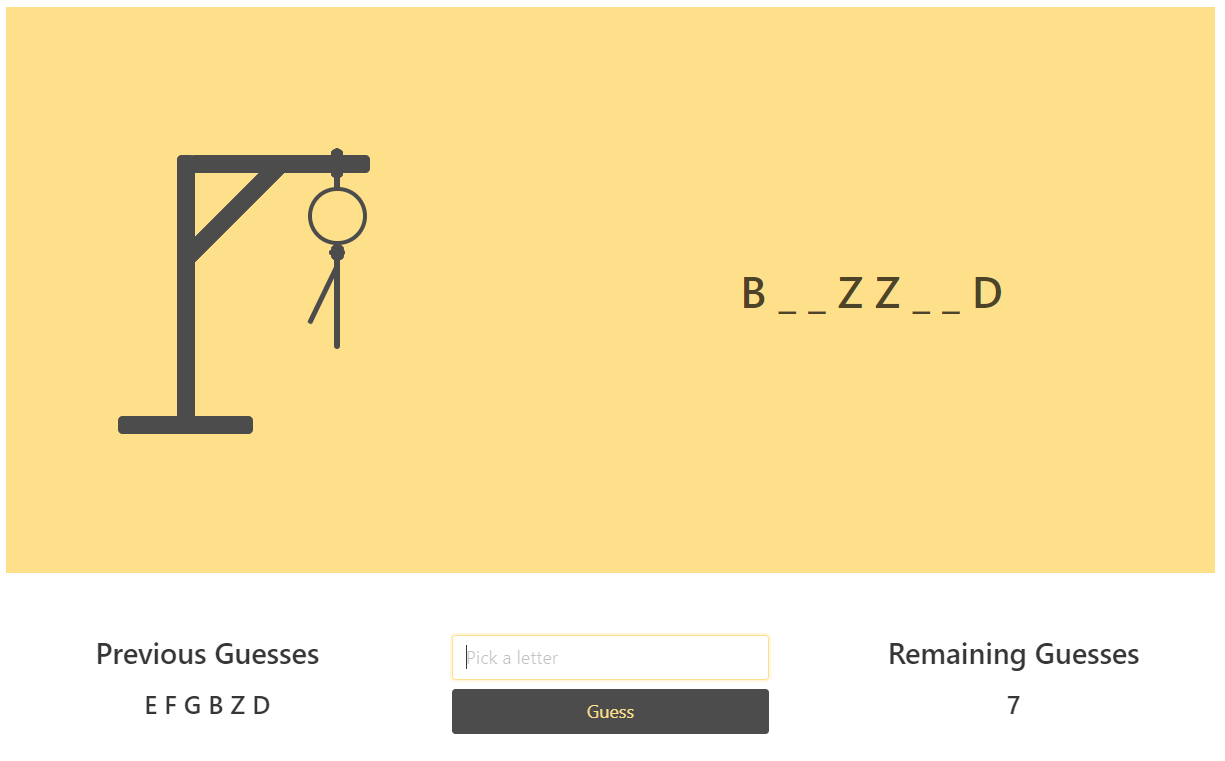 B _ _ Z Z _ _ D
Previous Guesses
E F G B Z D
Pick a letter
Guess
Remaining Guesses
7